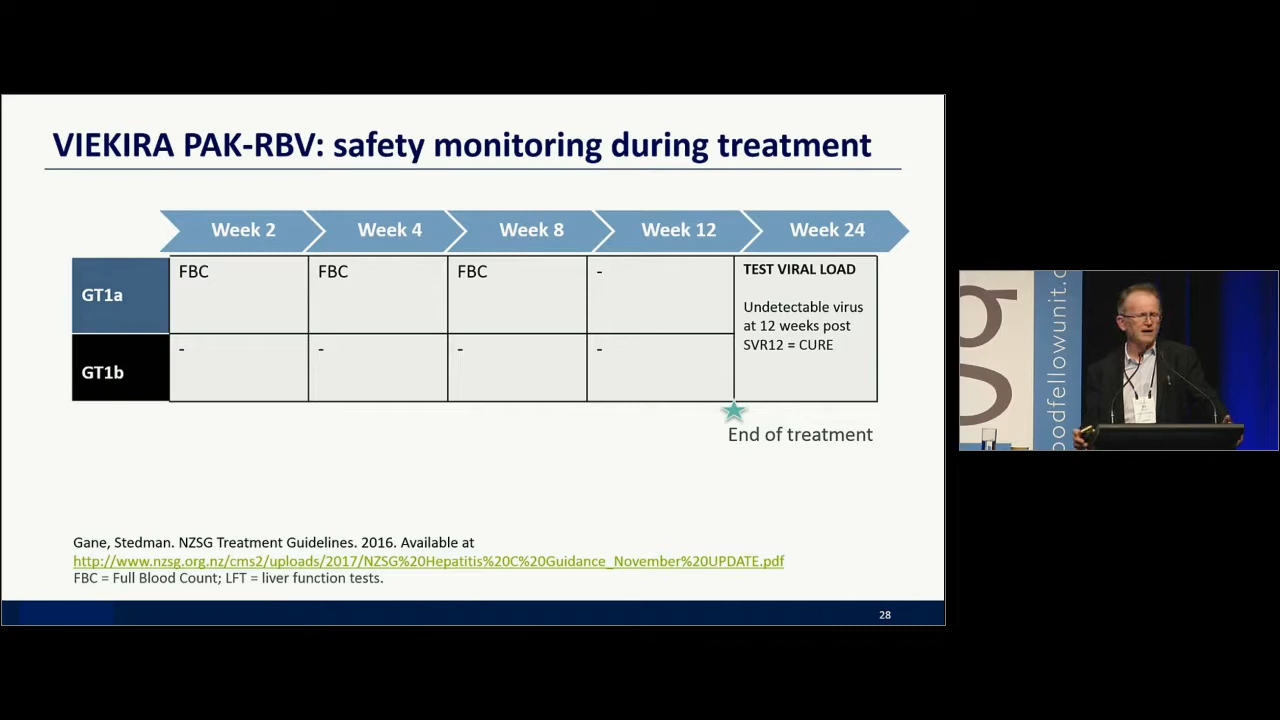 VIEKIRA PAK-RBV: safety monitoring during treatment
Week 2
Week 4
Week 8
Week 12
Week 24
GT1a
FBC
FBC
FBC
-
TEST VIRAL LOAD
Undetectable virus
at 12 weeks post
SVR12 = CURE
GT1b
-
-
-
-
End of treatment
Gane, Stedman. NZSG Treatment Guidelines. 2016. Available at
http://www.nzsg.org.nz/cms2/uploads/2017/NZSG%20Hepatitis%20C%20Guidance_November%20UPDATE.pdf
FBC = Full Blood Count; LFT = liver function tests.
28
g
oodfellowunit.c